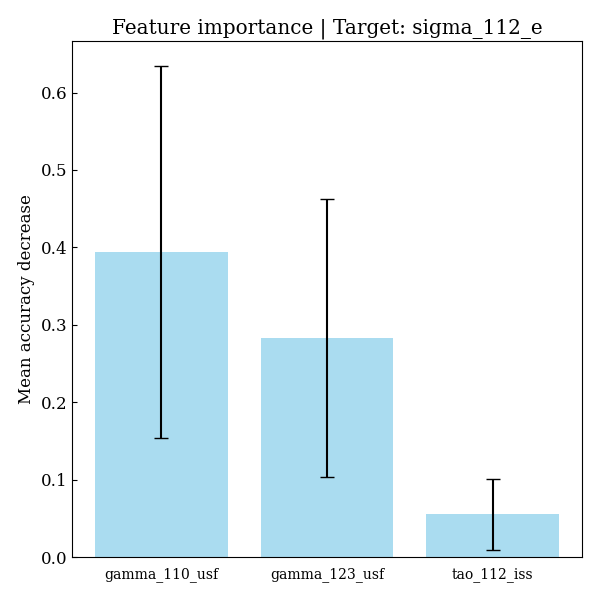 Feature importance | Target: sigma_112_e
Mean accuracy decrease
0.6
0.5
0.4
0.3
0.2
0.1
0.0
gamma_110_usf
gamma_123_usf
tao_112_iss